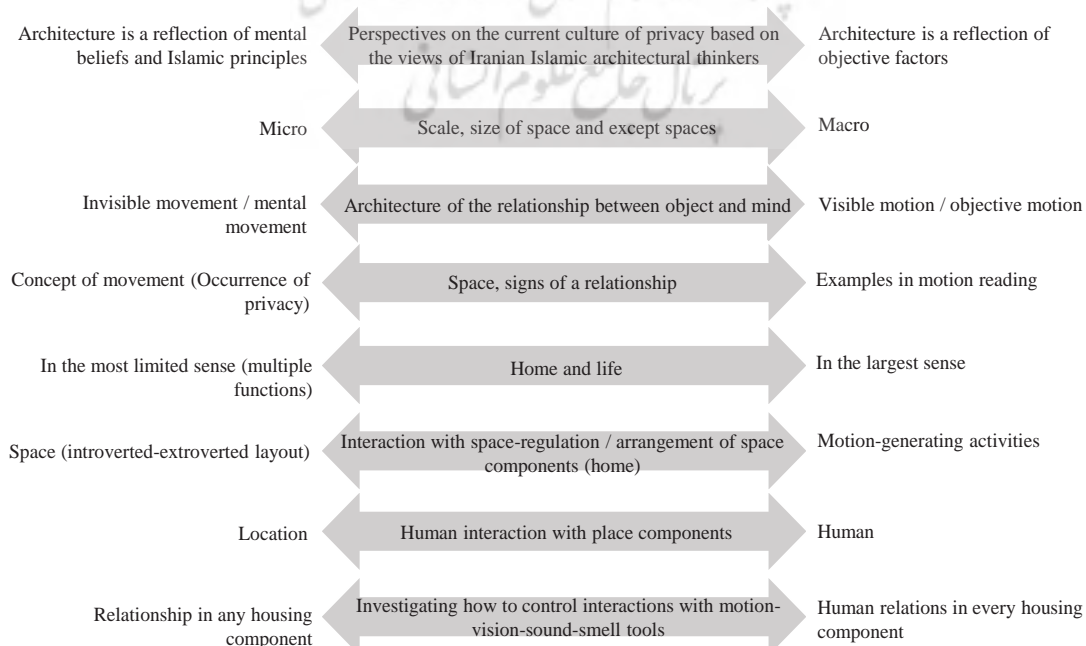 پرتال جامع علوم انسانی
Architecture is a reflection of mental
beliefs and Islamic principles
Perspectives on the current culture of privacy based on
the views of Iranian Islamic architectural thinkers
Architecture is a reflection of
objective factors
Micro
Scale, size of space and except spaces
Macro
Invisible movement / mental
movement
Architecture of the relationship between object and mind
Visible motion / objective motion
Concept of movement (Occurrence of
privacy)
Space, signs of a relationship
Examples in motion reading
In the most limited sense (multiple
functions)
Home and life
In the largest sense
Space (introverted-extroverted layout)
Interaction with space-regulation / arrangement of space
components (home)
Motion-generating activities
Location
Human interaction with place components
Human
Relationship in any housing
component
Investigating how to control interactions with motion-
vision-sound-smell tools
Human relations in every housing
component